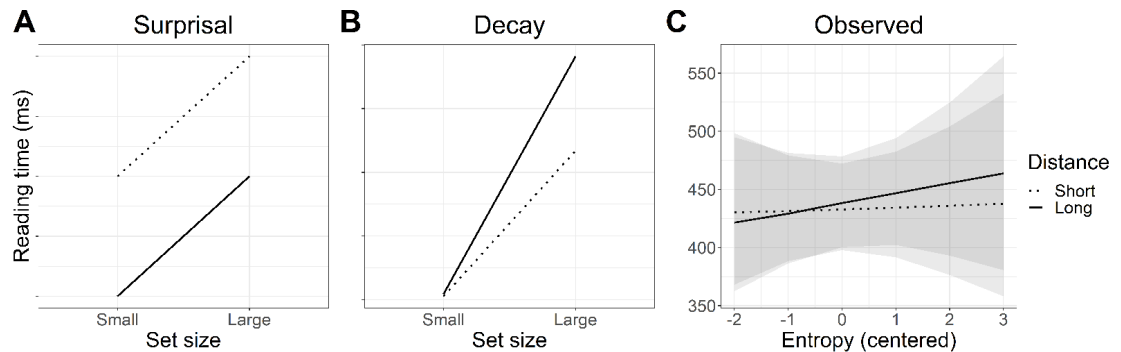 A Surprisal
Reading time (ms)
Small Large
Set size
B Decay
Small Large
Set size
C Observed
550
500
450
400
350
-2 -1 0 1 2 3
Entropy (centered)
Distance
Short
Long